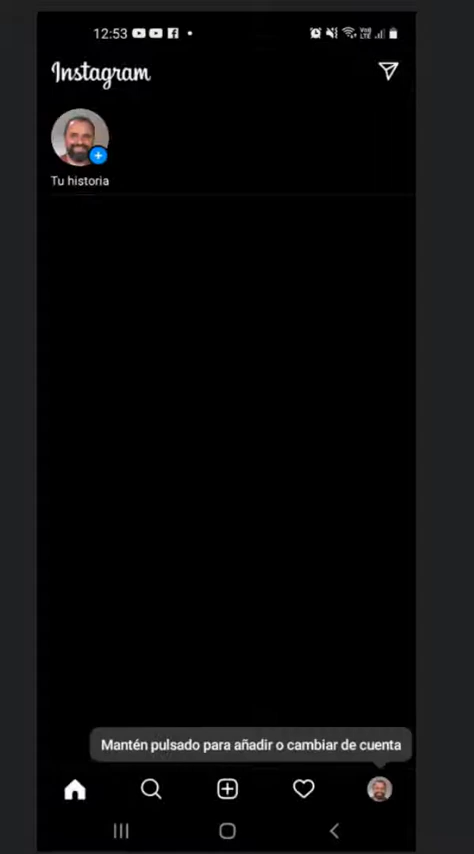 12:53
Instagram
Tu historia
Mantén pulsado para añadir o cambiar de cuenta